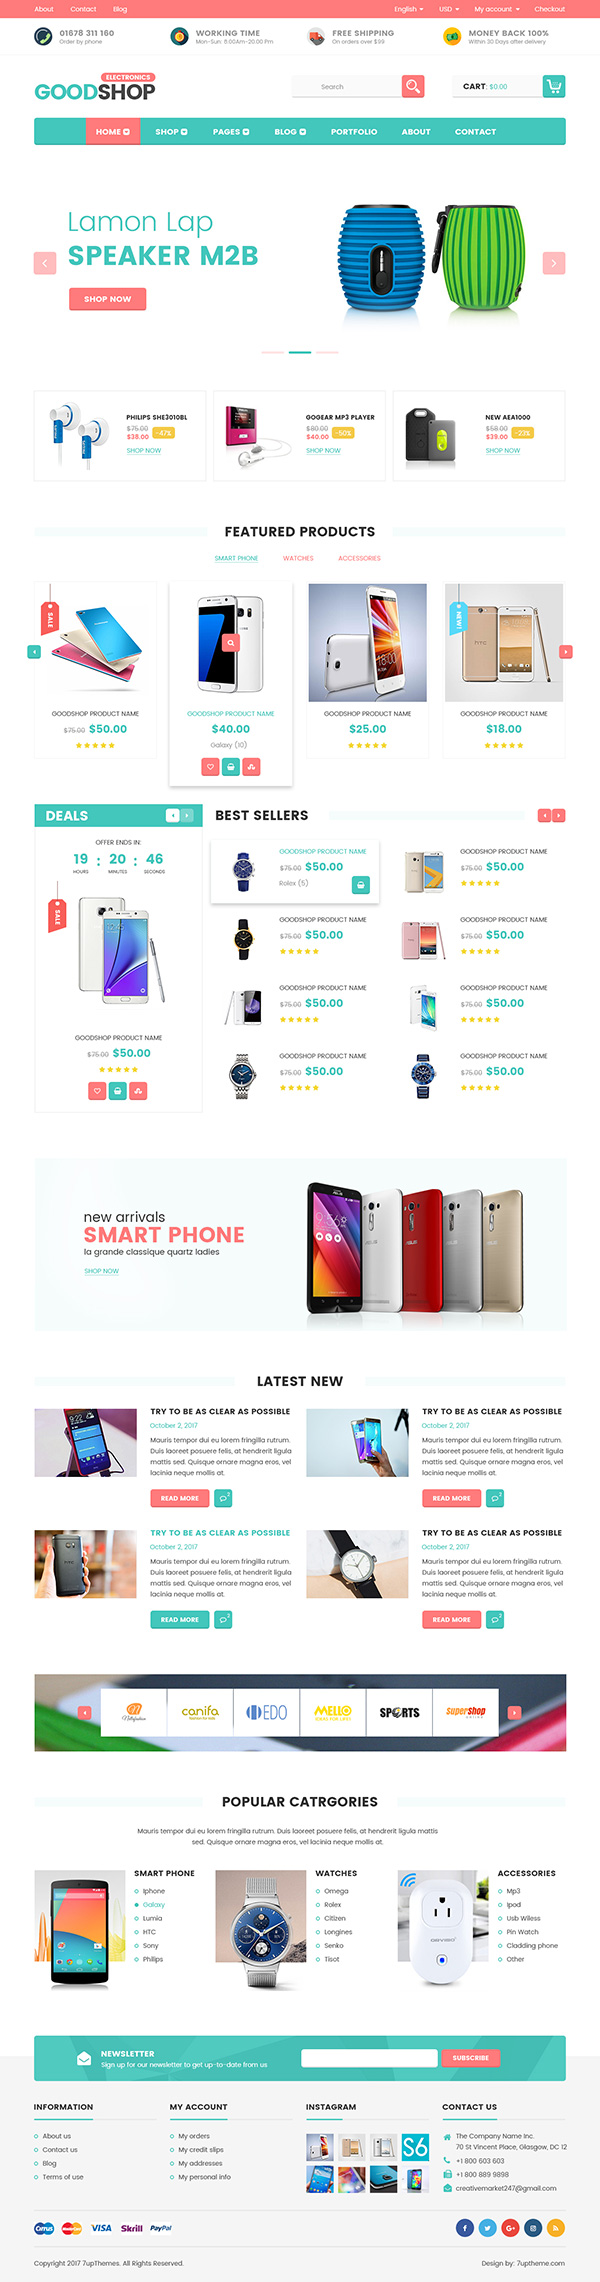 About Contact Blog English USD My account Checkout
01678 311 160
Order by phone
WORKING TIME
Mon-Sun: 8:00Am-20:00 Pm
FREE SHIPPING
On orders over $99
MONEY BACK 100%
Within 30 Days after delivery
ELECTRONICS
GOODSHOP
Search
CART: $0.00
HOME SHOP PAGES BLOG PORTFOLIO ABOUT CONTACT
Lamon Lap
SPEAKER M2B
SHOP NOW
PHILIPS SHE3010BL
$75.00
$38.00 -47%
SHOP NOW
GOGEAR MP3 PLAYER
$80.00
$40.00 -50%
SHOP NOW
NEW AEA1000
$58.00
$39.00 -23%
SHOP NOW
FEATURED PRODUCTS
SMART PHONE WATCHES ACCESSORIES
SALE
GOODSHOP PRODUCT NAME
$75.00 $50.00
GOODSHOP PRODUCT NAME
$40.00
Galaxy (10)
GOODSHOP PRODUCT NAME
$25.00
NEW!
GOODSHOP PRODUCT NAME
$18.00
DEALS
OFFER ENDS IN:
19 : 20 : 46
HOURS MINUTES SECONDS
SALE
GOODSHOP PRODUCT NAME
$75.00 $50.00
BEST SELLERS
GOODSHOP PRODUCT NAME
$75.00 $50.00
Rolex (5)
GOODSHOP PRODUCT NAME
$75.00 $50.00
GOODSHOP PRODUCT NAME
$75.00 $50.00
GOODSHOP PRODUCT NAME
$75.00 $50.00
GOODSHOP PRODUCT NAME
$75.00 $50.00
GOODSHOP PRODUCT NAME
$75.00 $50.00
GOODSHOP PRODUCT NAME
$75.00 $50.00
GOODSHOP PRODUCT NAME
$75.00 $50.00
new arrivals
SMART PHONE
la grande classique quartz ladies
SHOP NOW
LATEST NEW
TRY TO BE AS CLEAR AS POSSIBLE
October 2, 2017
Mauris tempor dui eu lorem fringilla rutrum.
Duis laoreet posuere felis, at hendrerit ligula
mattis sed. Quisque ornare magna eros, vel
lacinia neque mollis at.
READ MORE 2
TRY TO BE AS CLEAR AS POSSIBLE
October 2, 2017
Mauris tempor dui eu lorem fringilla rutrum.
Duis laoreet posuere felis, at hendrerit ligula
mattis sed. Quisque ornare magna eros, vel
lacinia neque mollis at.
READ MORE 2
TRY TO BE AS CLEAR AS POSSIBLE
October 2, 2017
Mauris tempor dui eu lorem fringilla rutrum.
Duis laoreet posuere felis, at hendrerit ligula
mattis sed. Quisque ornare magna eros, vel
lacinia neque mollis at.
READ MORE 2
TRY TO BE AS CLEAR AS POSSIBLE
October 2, 2017
Mauris tempor dui eu lorem fringilla rutrum.
Duis laoreet posuere felis, at hendrerit ligula
mattis sed. Quisque ornare magna eros, vel
lacinia neque mollis at.
READ MORE 2
canifa
EDO
MELLO
SPORTS
supershop
POPULAR CATRGORIES
Mauris tempor dui eu lorem fringilla rutrum. Duis laoreet posuere felis, at hendrerit ligula mattis
sed. Quisque ornare magna eros, vel lacinia neque mollis at.
SMART PHONE
Iphone
Galaxy
Lumia
HTC
Sony
Philips
WATCHES
Omega
Rolex
Citizen
Longines
Senko
Tisot
ACCESSORIES
Mp3
Ipod
Usb Wiless
Pin Watch
Cladding phone
Other
NEWSLETTER
Sign up for our newsletter to get up-to-date from us
SUBSCRIBE
INFORMATION
About us
Contact us
Blog
Terms of use
MY ACCOUNT
My orders
My credit slips
My addresses
My personal info
INSTAGRAM
S6
CONTACT US
The Company Name Inc.
70 St Vincent Place, Glasgow, DC 12
+1 800 603 603
+1 800 889 9898
creativemarket247@gmail.com
Cirrus MasterCard VISA Skrill PayPal
Copyright 2017 7upThemes. All Rights Reserved.
Design by: 7uptheme.com